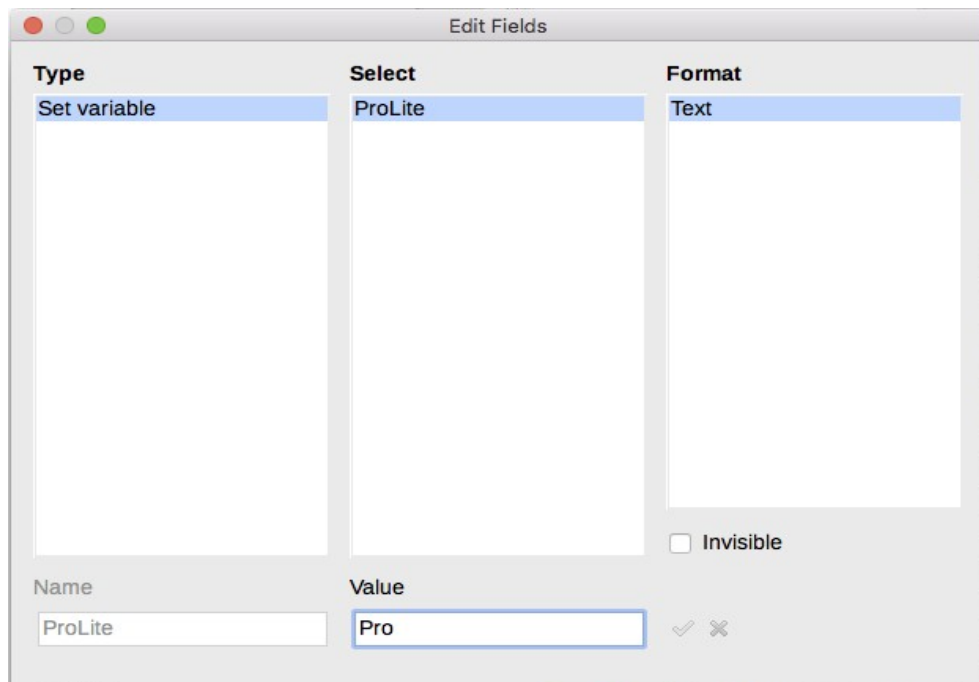 Edit Fields
Type
Select
Format
Set variable
ProLite
Text
Invisible
Name
Value
ProLite
Pro